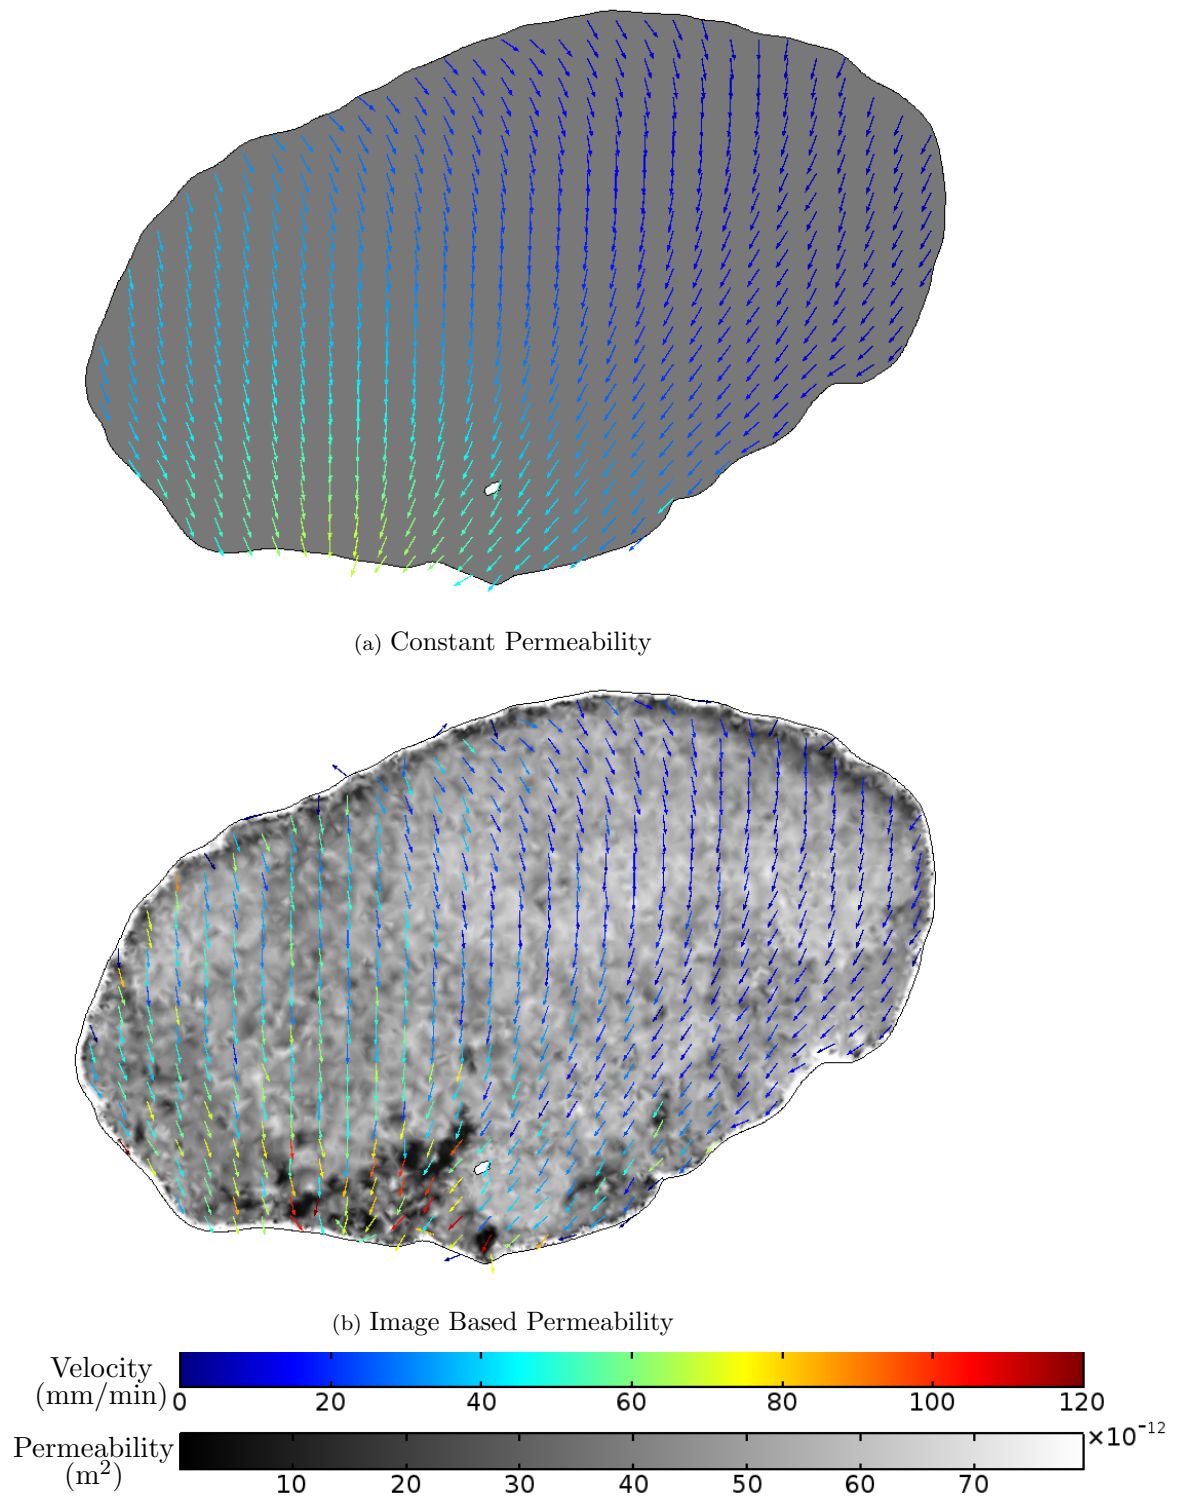 (a) Constant Permeability
(b) Image Based Permeability
Velocity
(mm/min)
0 20 40 60 80 100 120
Permeability
(m²)
×10⁻¹²
10 20 30 40 50 60 70